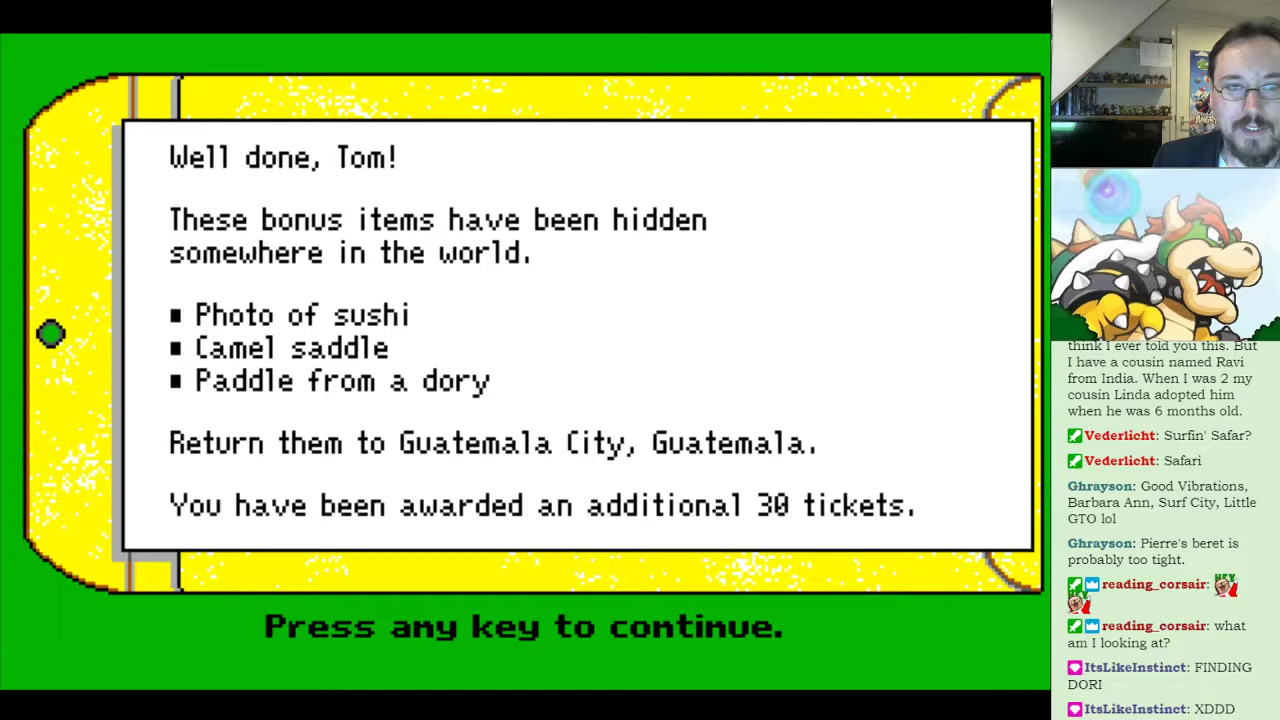 Well done, Tom!
These bonus items have been hidden
somewhere in the world.
▪ Photo of sushi
▪ Camel saddle
▪ Paddle from a dory
Return them to Guatemala City, Guatemala.
You have been awarded an additional 30 tickets.
Press any key to continue.
think I ever told you this. But
I have a cousin named Ravi
from India. When I was 2 my
cousin Linda adopted him
when he was 6 months old.
Vederlicht: Surfin' Safar?
Vederlicht: Safari
Ghrayson: Good Vibrations,
Barbara Ann, Surf City, Little
GTO lol
Ghrayson: Pierre's beret is
probably too tight.
reading_corsair:
reading_corsair: what
am I looking at?
ItsLikeInstinct: FINDING
DORI
ItsLikeInstinct: XDDD